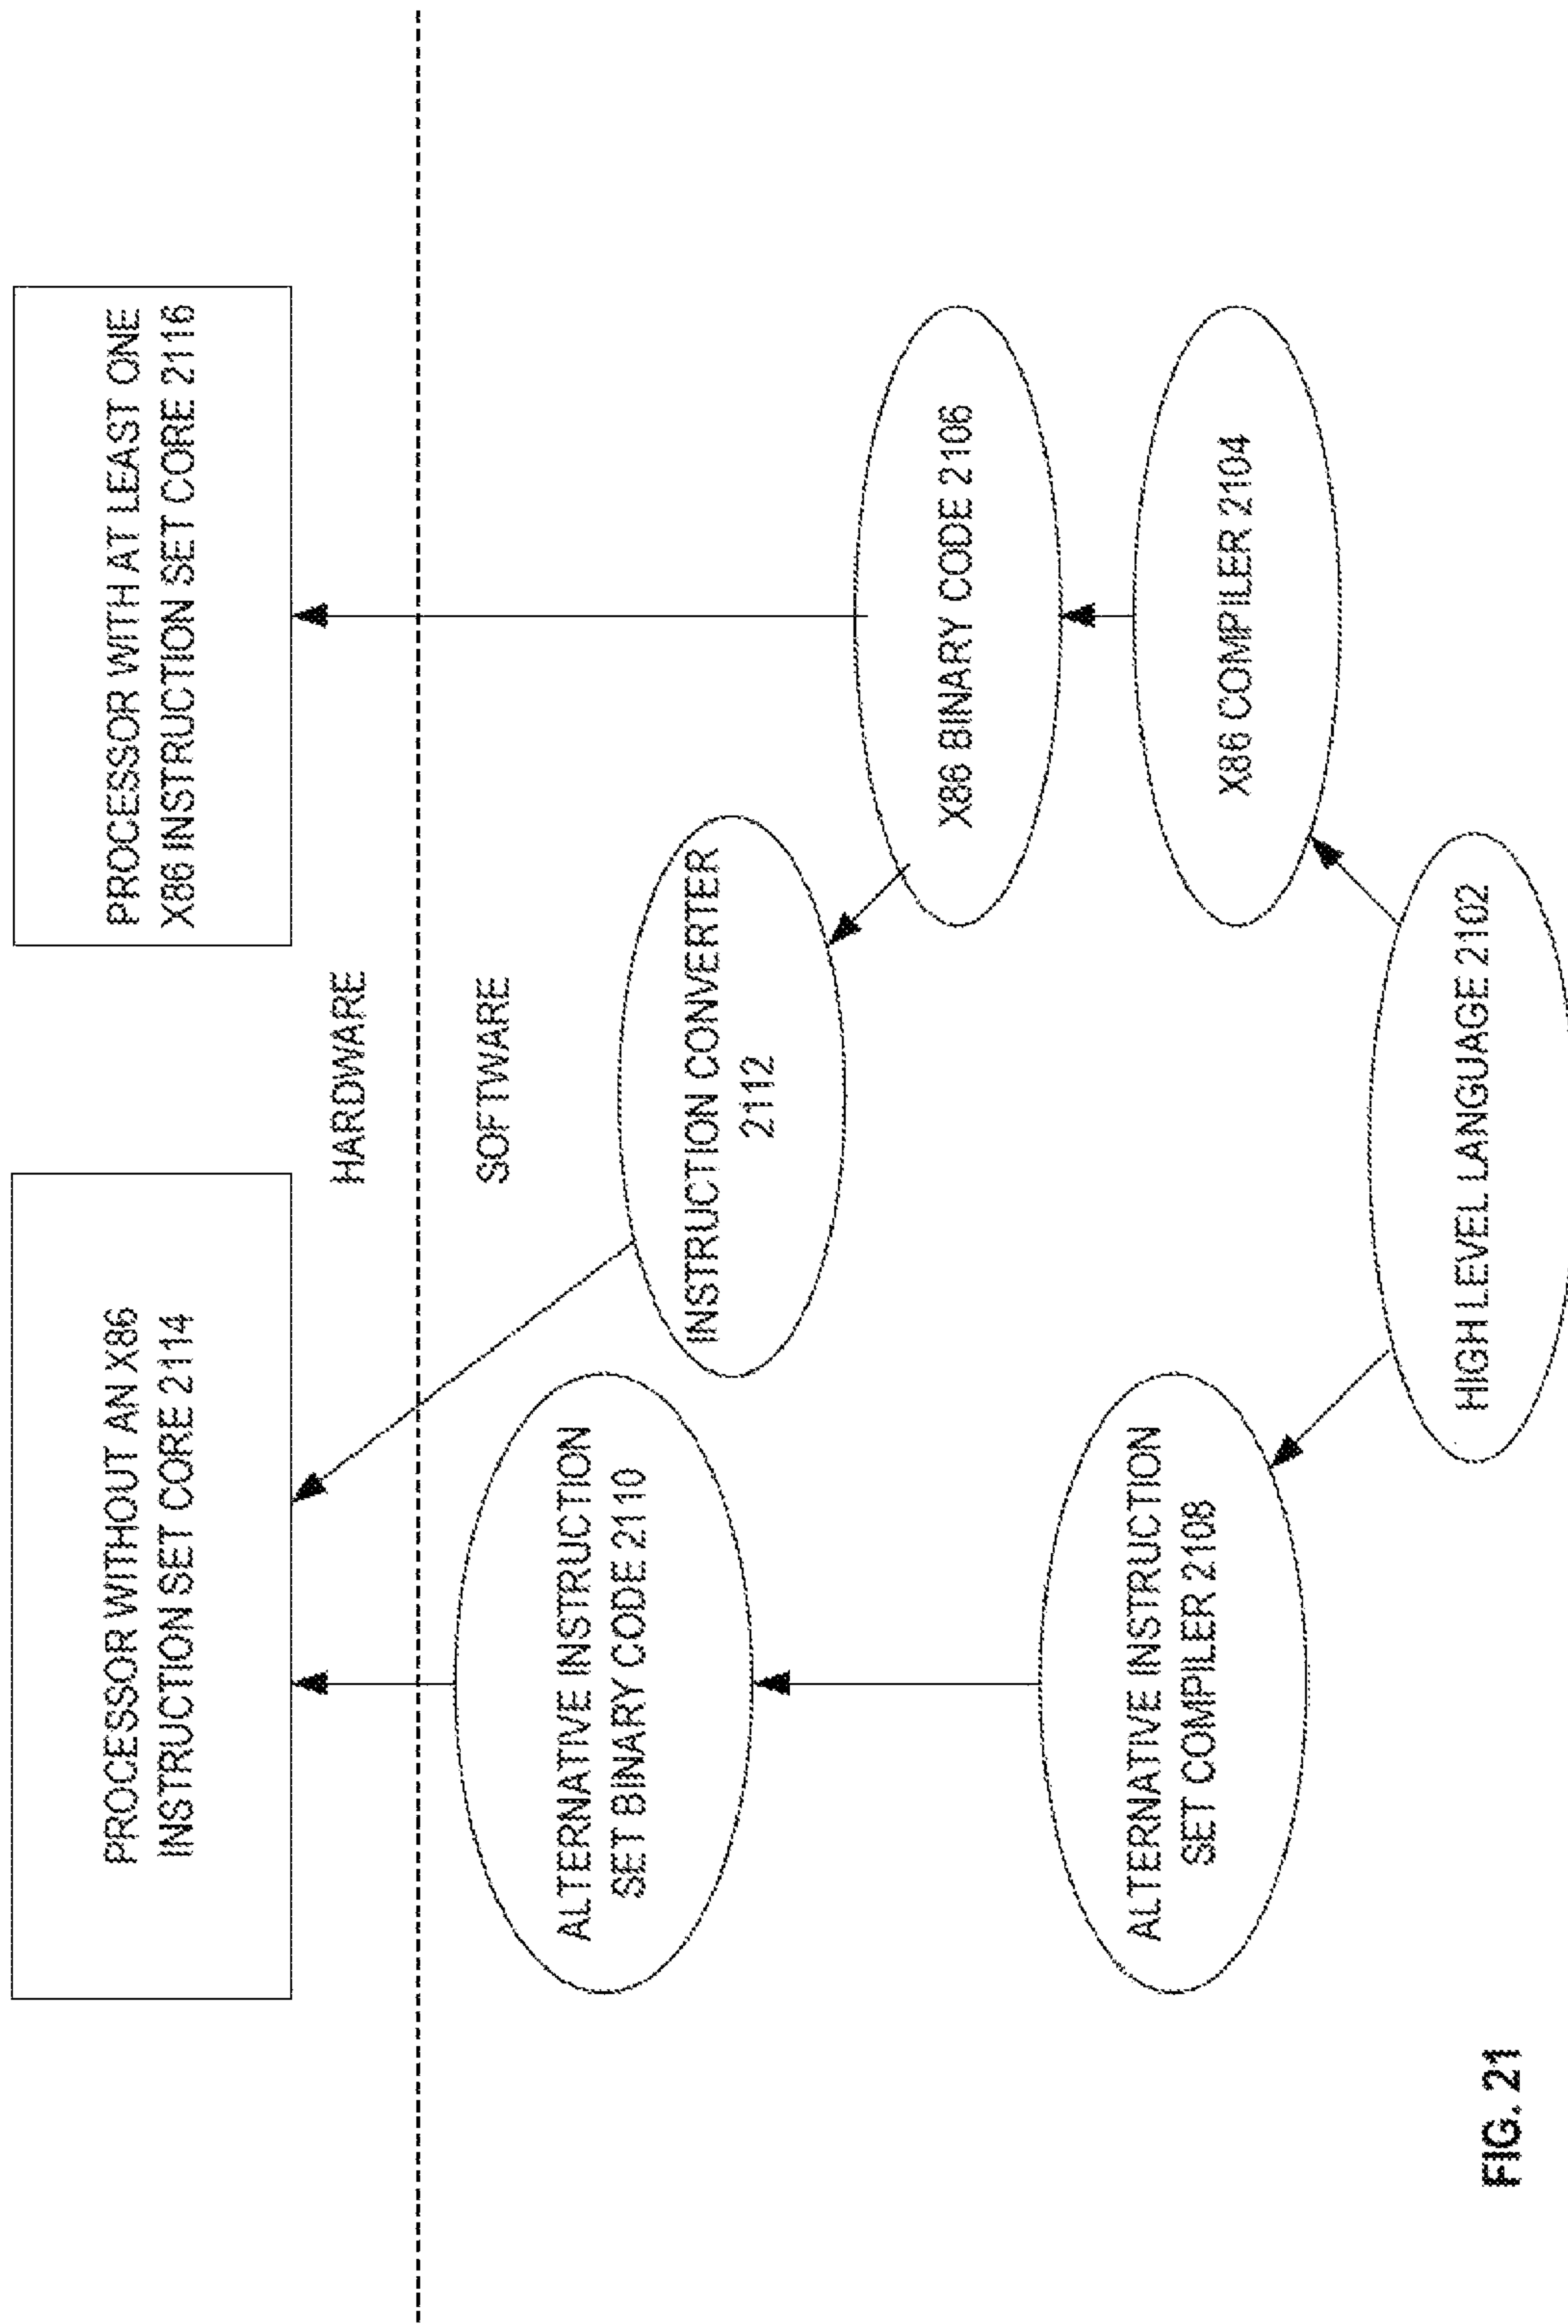 PROCESSOR WITHOUT AN X86
INSTRUCTION SET CORE 2114
PROCESSOR WITH AT LEAST ONE
X86 INSTRUCTION SET CORE 2116
HARDWARE
SOFTWARE
ALTERNATIVE INSTRUCTION
SET BINARY CODE 2110
INSTRUCTION CONVERTER
2112
X86 BINARY CODE 2106
ALTERNATIVE INSTRUCTION
SET COMPILER 2108
X86 COMPILER 2104
HIGH LEVEL LANGUAGE 2102
FIG. 21